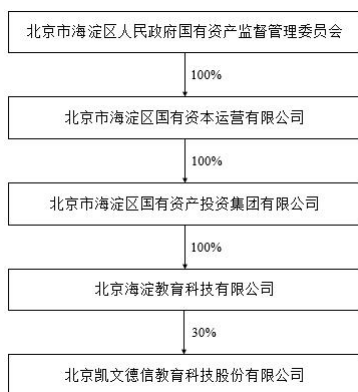 北京市海淀区人民政府国有资产监督管理委员会
100%
北京市海淀区国有资本运营有限公司
100%
北京市海淀区国有资产投资集团有限公司
100%
北京海淀教育科技有限公司
30%
北京凯文德信教育科技股份有限公司